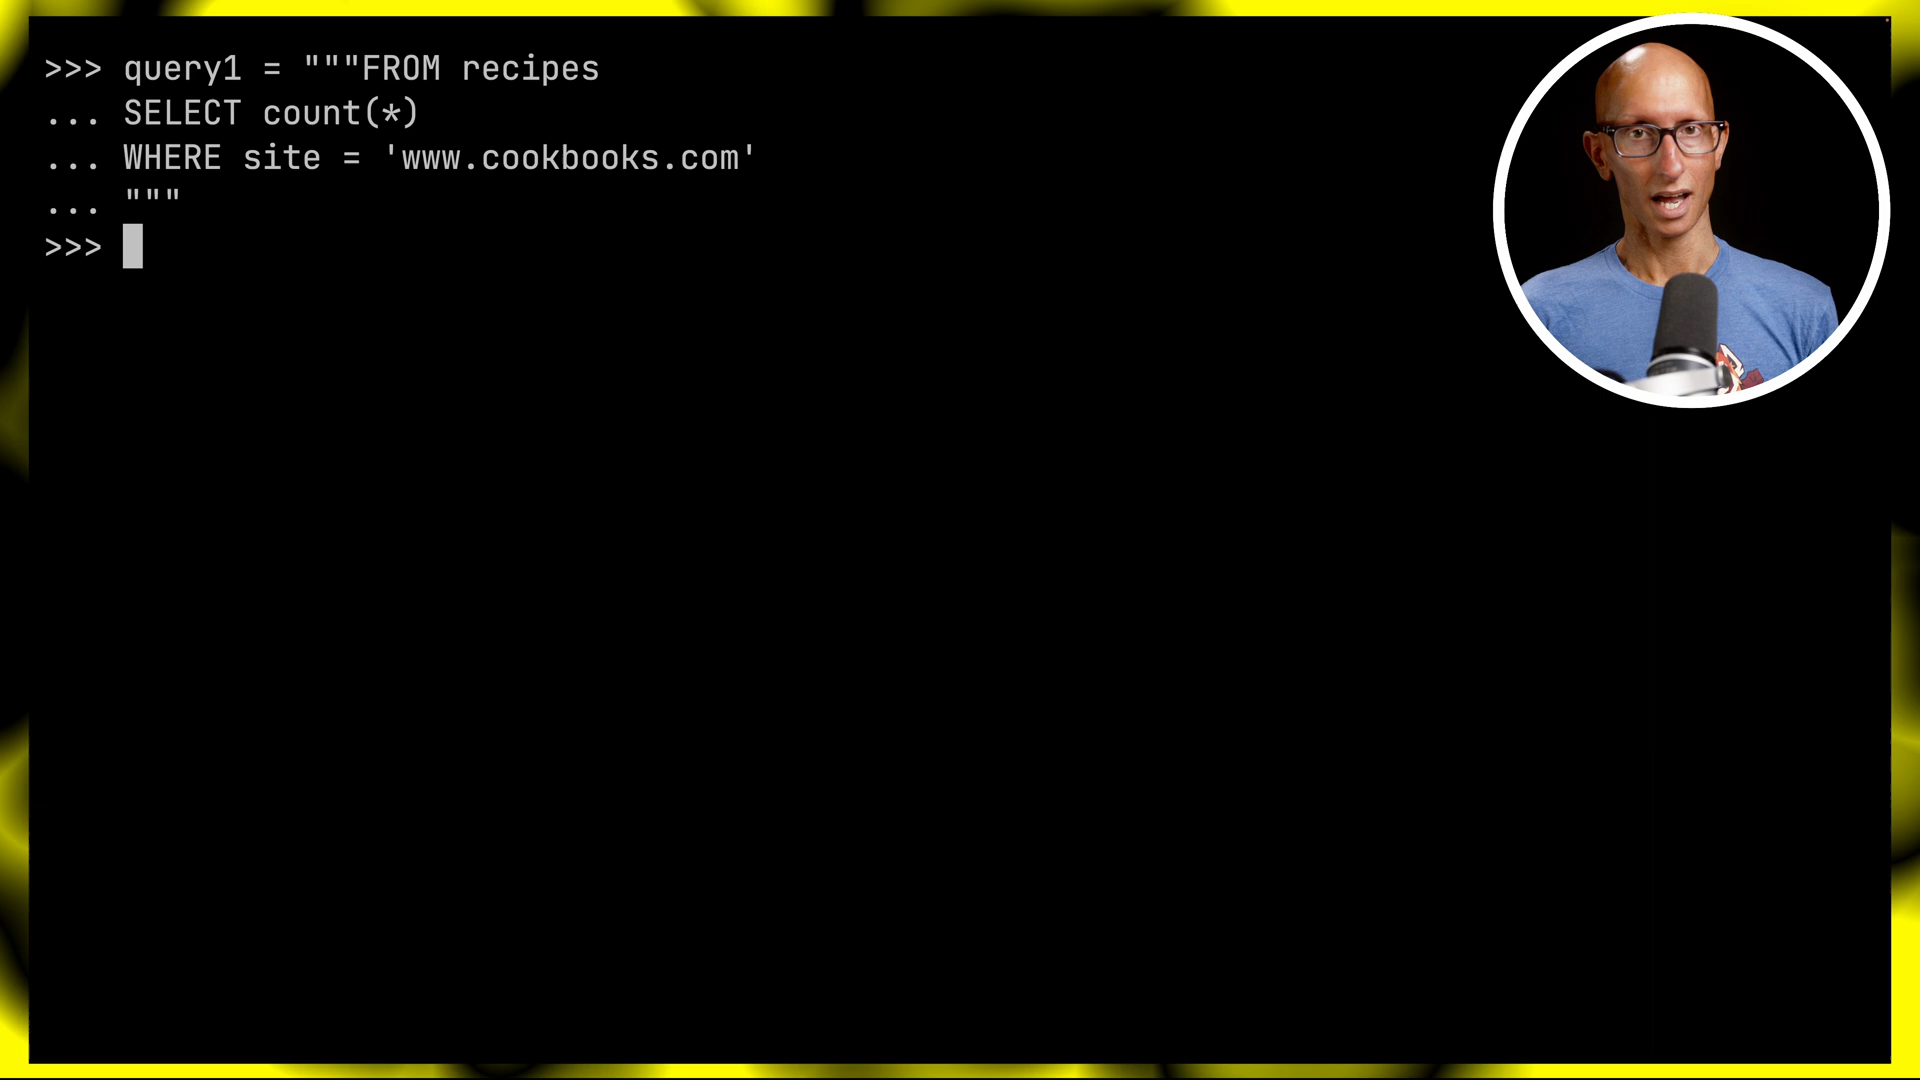 >>> query1 = """FROM recipes
... SELECT count(*)
... WHERE site = 'www.cookbooks.com'
... """
>>>